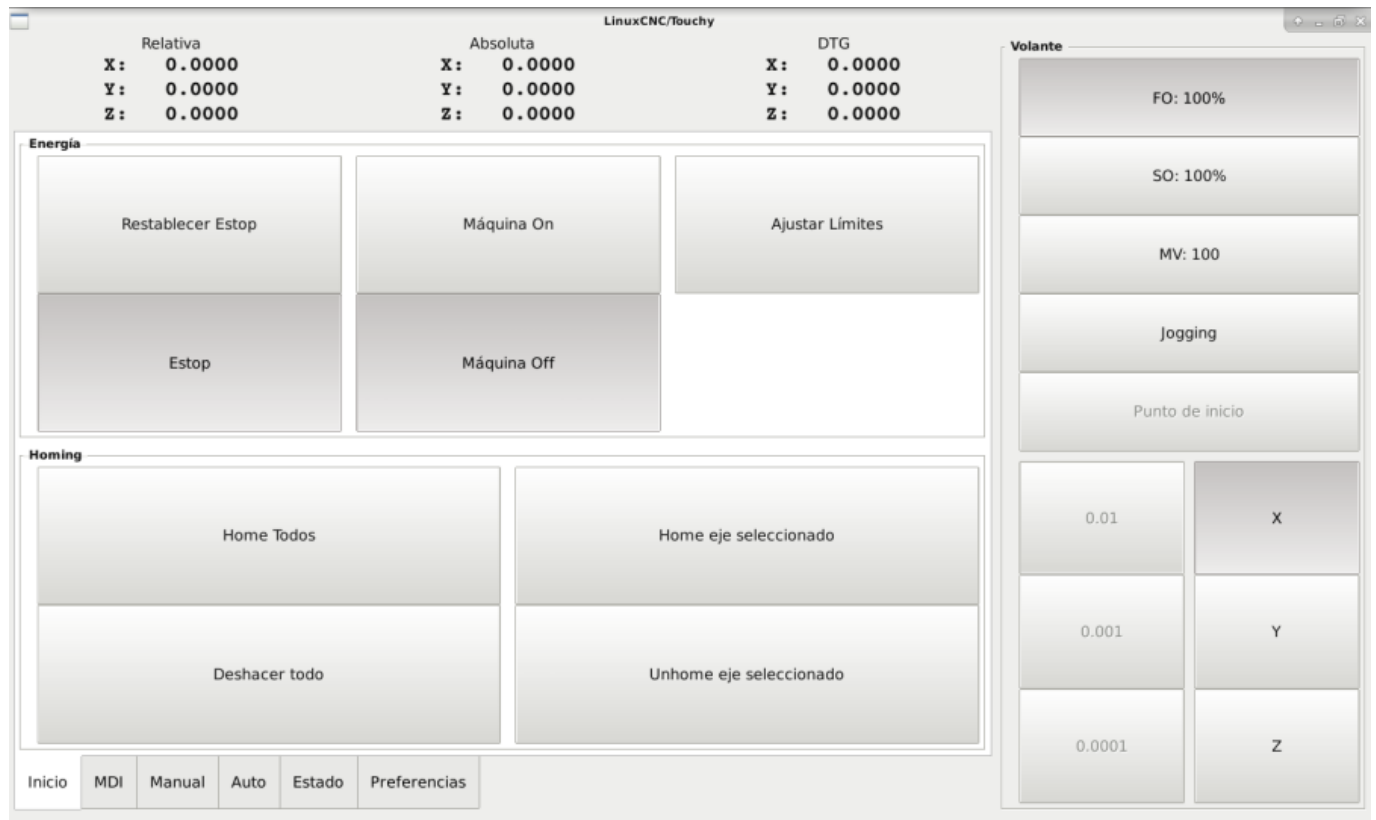 LinuxCNC/Touchy
Relativa
X: 0.0000
Y: 0.0000
Z: 0.0000
Absoluta
X: 0.0000
Y: 0.0000
Z: 0.0000
DTG
X: 0.0000
Y: 0.0000
Z: 0.0000
Energía
Restablecer Estop
Máquina On
Ajustar Límites
Estop
Máquina Off
Homing
Home Todos
Home eje seleccionado
Deshacer todo
Unhome eje seleccionado
Inicio
MDI
Manual
Auto
Estado
Preferencias
Volante
FO: 100%
SO: 100%
MV: 100
Jogging
Punto de inicio
0.01
X
0.001
Y
0.0001
Z